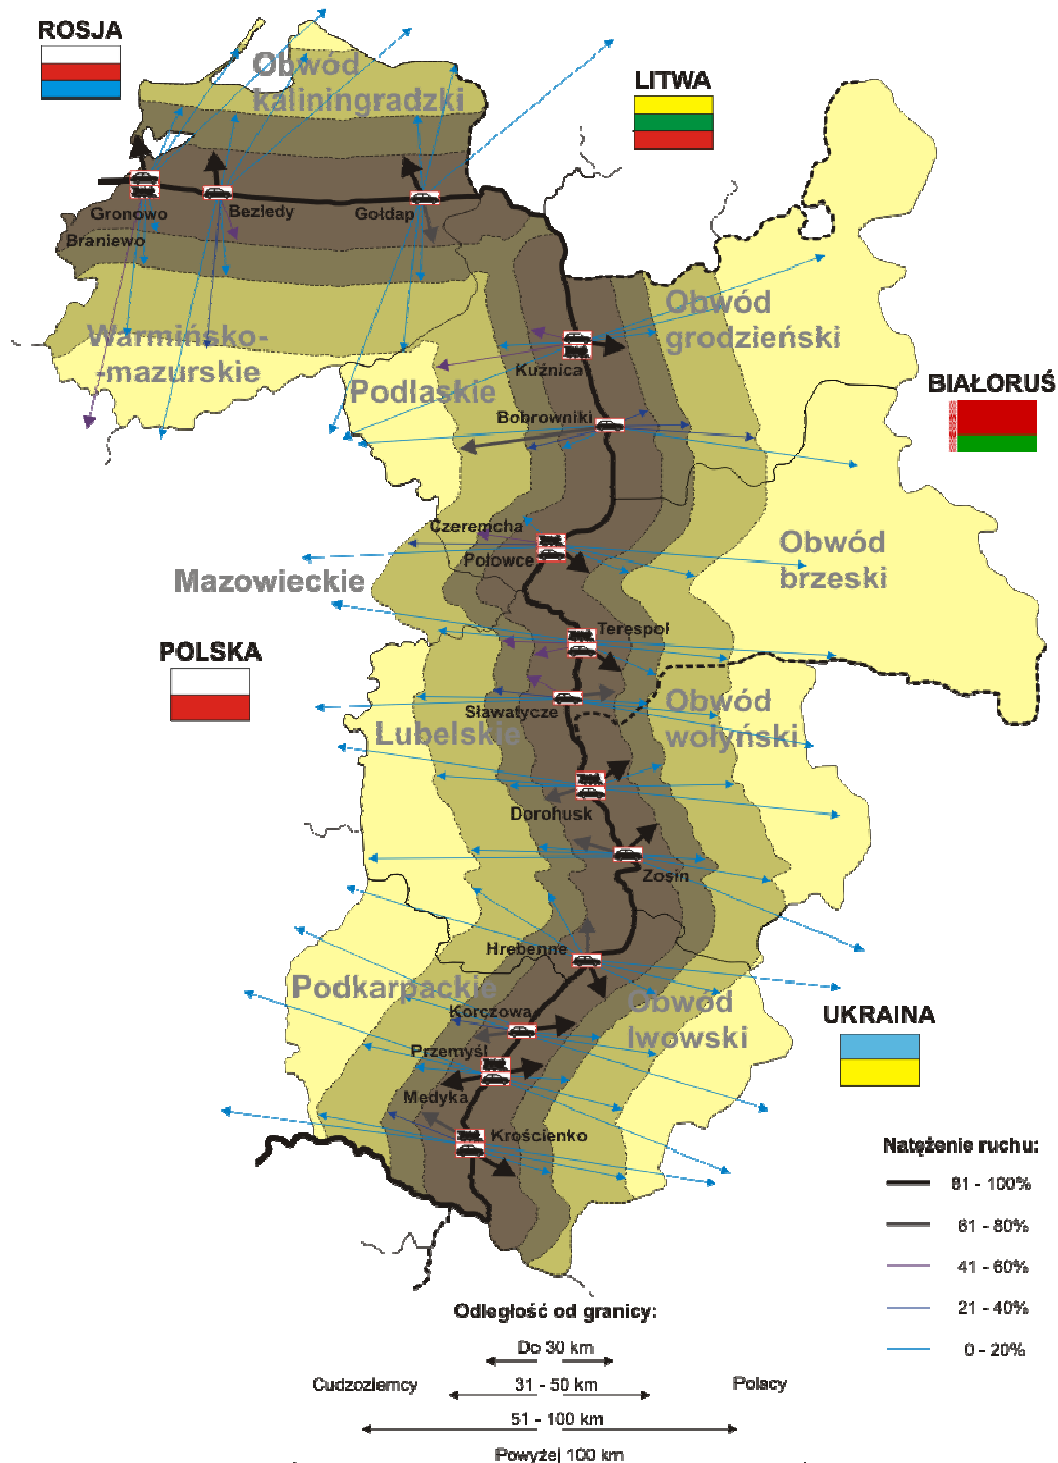 ROSJA
Obwód
kaliningradzki
LITWA
Gronowo
Bezledy
Gołdap
Braniewo
Warmińsko-
-mazurskie
Obwód
grodzieński
Kuźnica
Podlaskie
BIAŁORUŚ
Bobrowniki
Czeremcha
Połowce
Obwód
brzeski
Mazowieckie
Terespol
POLSKA
Sławatycze
Obwód
wołyński
Lubelskie
Dorohusk
Zosin
Hrebenne
Podkarpackie
Korczowa
Obwód
lwowski
UKRAINA
Przemyśl
Medyka
Krościenko
Natężenie ruchu:
81 - 100%
61 - 80%
41 - 60%
21 - 40%
0 - 20%
Odległość od granicy:
Do 30 km
Cudzoziemcy
31 - 50 km
Polacy
51 - 100 km
Powyżej 100 km